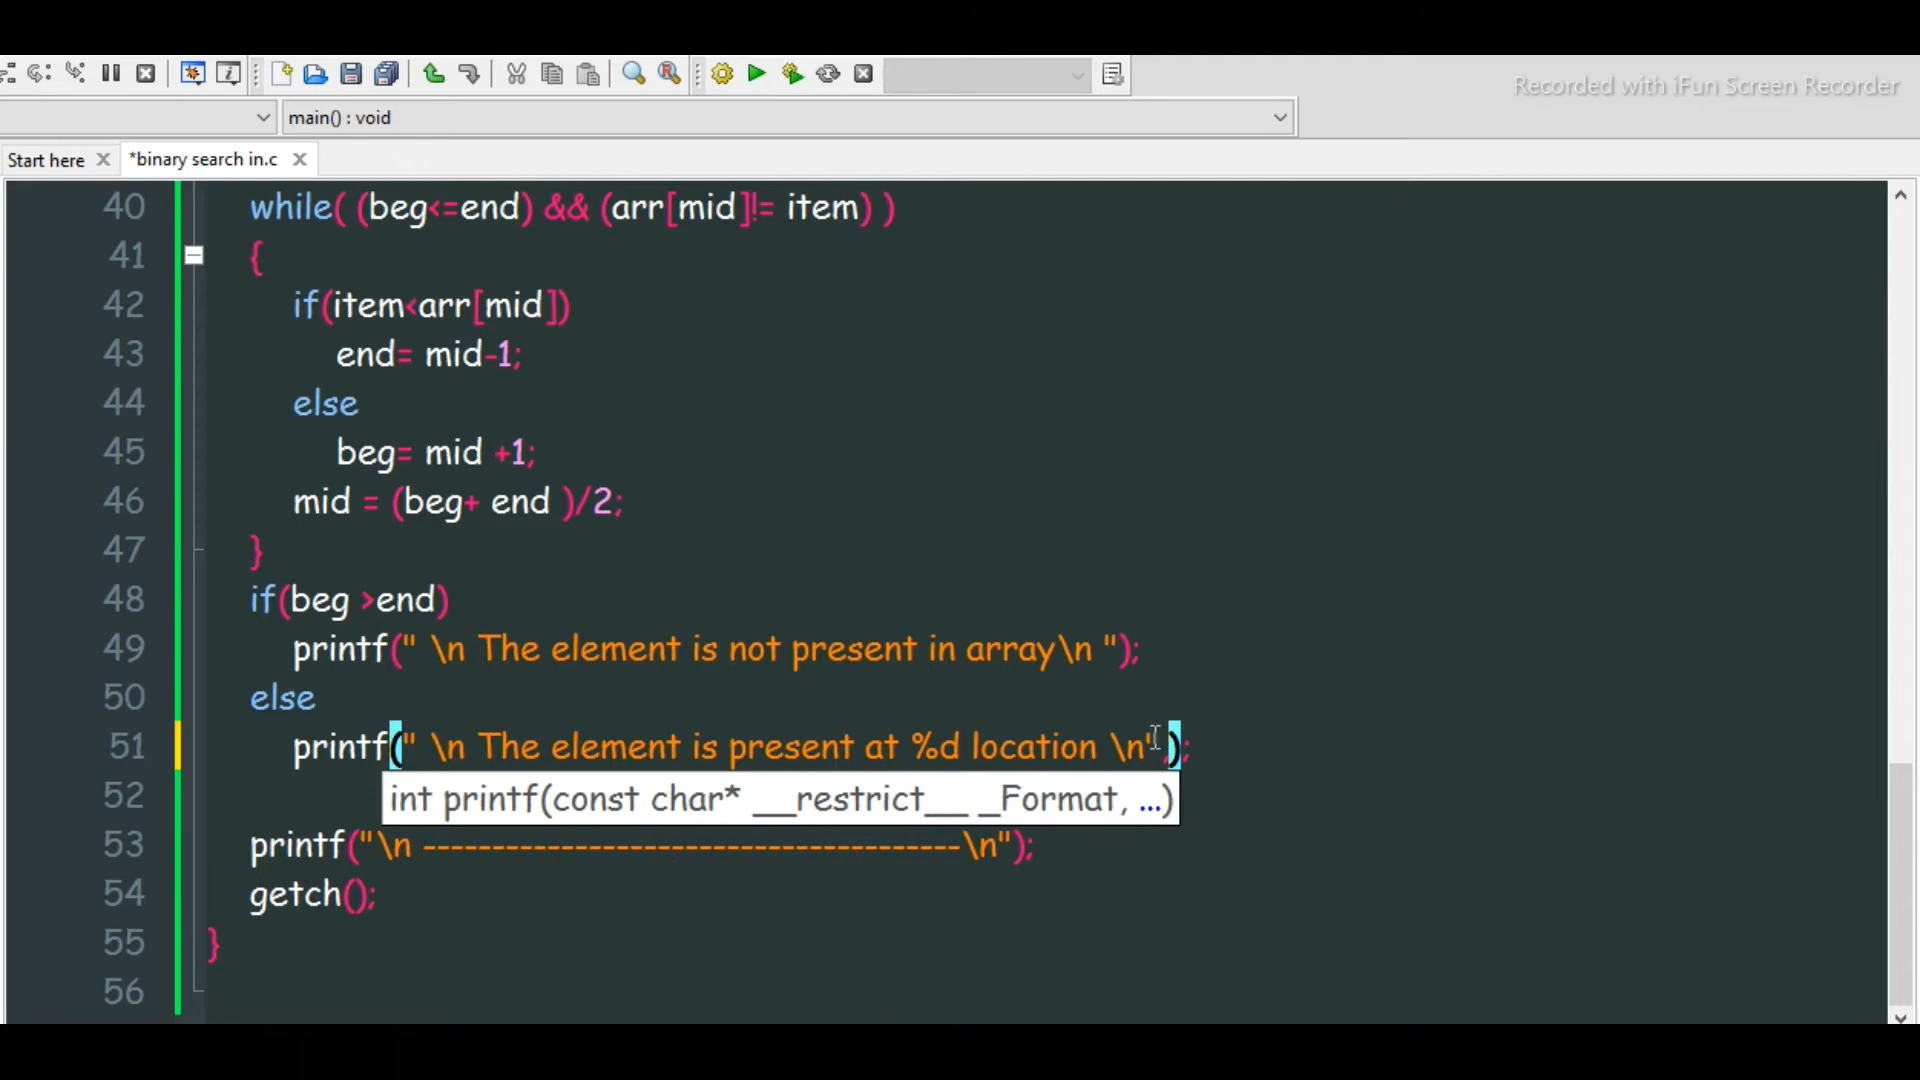 Recorded with iFun Screen Recorder
main() : void
Start here
*binary search in.c
40 while( (beg<=end) && (arr[mid]!= item) )
41 {
42 if(item<arr[mid])
43 end= mid-1;
44 else
45 beg= mid +1;
46 mid = (beg+ end )/2;
47 }
48 if(beg >end)
49 printf(" \n The element is not present in array\n ");
50 else
51 printf(" \n The element is present at %d location \n",);
52 int printf(const char* __restrict__ _Format, ...)
53 printf("\n ---------------------------------------\n");
54 getch();
55 }
56